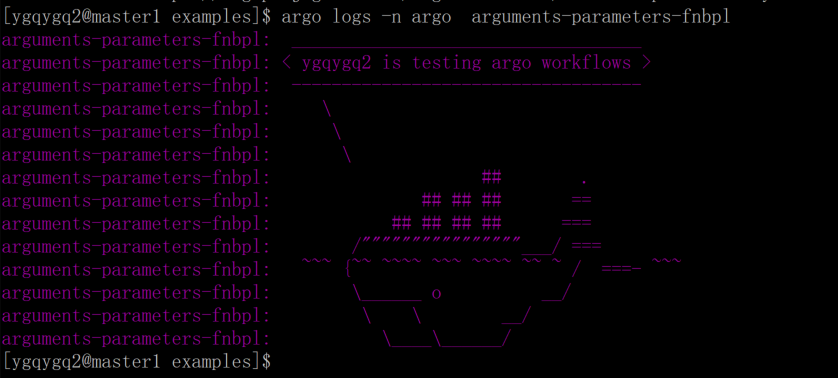 [ygqygq2@master1 examples]$ argo logs -n argo  arguments-parameters-fnbpl
arguments-parameters-fnbpl:  ___________________________________
arguments-parameters-fnbpl: < ygqygq2 is testing argo workflows >
arguments-parameters-fnbpl:  -----------------------------------
arguments-parameters-fnbpl:     \
arguments-parameters-fnbpl:      \
arguments-parameters-fnbpl:       \
arguments-parameters-fnbpl:                     ##        .
arguments-parameters-fnbpl:               ## ## ##       ==
arguments-parameters-fnbpl:            ## ## ## ##      ===
arguments-parameters-fnbpl:        /""""""""""""""""___/ ===
arguments-parameters-fnbpl:   ~~~ {~~ ~~~~ ~~~ ~~~~ ~~ ~ /  ===- ~~~
arguments-parameters-fnbpl:        \______ o          __/
arguments-parameters-fnbpl:         \    \        __/
arguments-parameters-fnbpl:           \____\______/
[ygqygq2@master1 examples]$